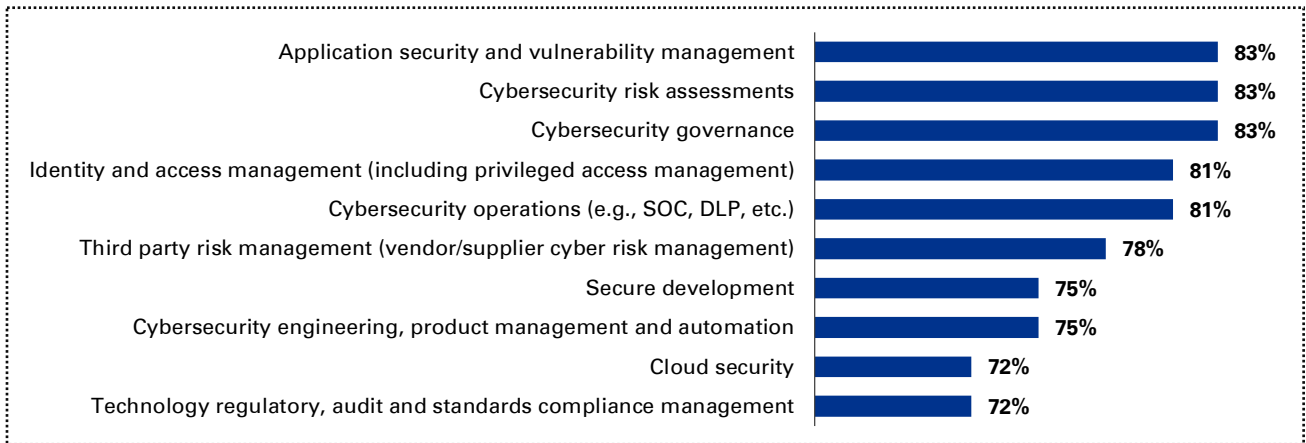 Application security and vulnerability management 83%
Cybersecurity risk assessments 83%
Cybersecurity governance 83%
Identity and access management (including privileged access management) 81%
Cybersecurity operations (e.g., SOC, DLP, etc.) 81%
Third party risk management (vendor/supplier cyber risk management) 78%
Secure development 75%
Cybersecurity engineering, product management and automation 75%
Cloud security 72%
Technology regulatory, audit and standards compliance management 72%